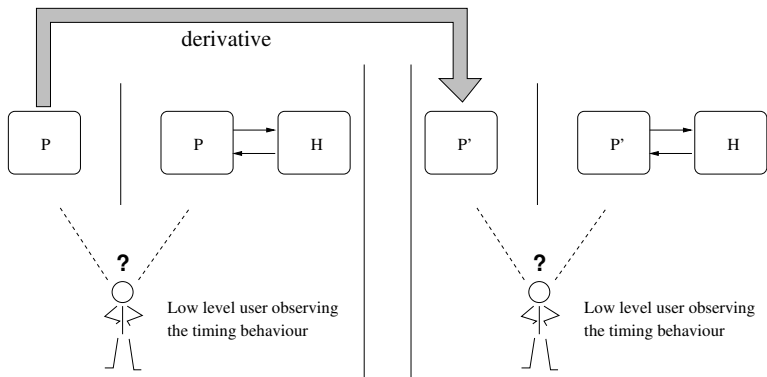 derivative
P
P
H
P'
P'
H
?
?
Low level user observing
the timing behaviour
Low level user observing
the timing behaviour